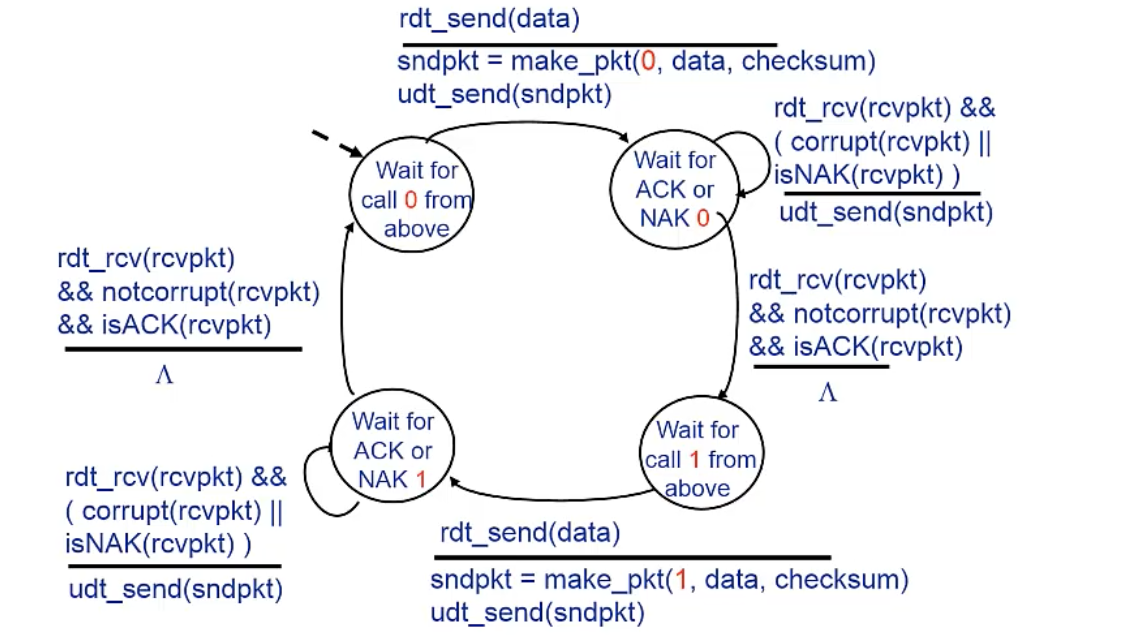 rdt_send(data)
sndpkt = make_pkt(0, data, checksum)
udt_send(sndpkt)
rdt_rcv(rcvpkt) &&
( corrupt(rcvpkt) ||
isNAK(rcvpkt) )
udt_send(sndpkt)
Wait for
call 0 from
above
Wait for
ACK or
NAK 0
rdt_rcv(rcvpkt)
&& notcorrupt(rcvpkt)
&& isACK(rcvpkt)
Λ
rdt_rcv(rcvpkt)
&& notcorrupt(rcvpkt)
&& isACK(rcvpkt)
Λ
Wait for
ACK or
NAK 1
Wait for
call 1 from
above
rdt_rcv(rcvpkt) &&
( corrupt(rcvpkt) ||
isNAK(rcvpkt) )
udt_send(sndpkt)
rdt_send(data)
sndpkt = make_pkt(1, data, checksum)
udt_send(sndpkt)